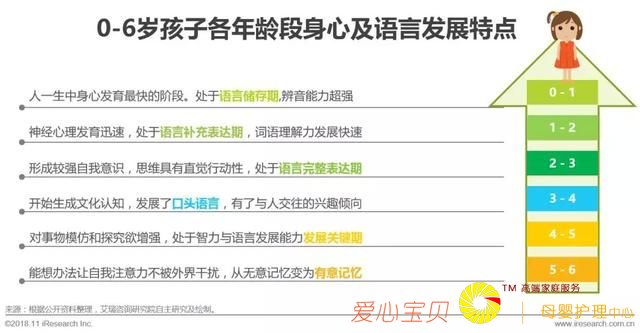 0-6岁孩子各年龄段身心及语言发展特点
人一生中身心发育最快的阶段。处于语言储存期,辨音能力超强
0 - 1
神经心理发育迅速，处于语言补充表达期，词语理解力发展快速
1 - 2
形成较强自我意识，思维具有直觉行动性，处于语言完整表达期
2 - 3
开始生成文化认知，发展了口头语言，有了与人交往的兴趣倾向
3 - 4
对事物模仿和探究欲增强，处于智力与语言发展能力发展关键期
4 - 5
能想办法让自我注意力不被外界干扰，从无意记忆变为有意记忆
5 - 6
TM 高端家庭服务
来源：根据公开资料整理，艾瑞咨询研究院自主研究及绘制。
爱心宝贝 母婴护理中心
©2018.11 iResearch Inc.
www.iresearch.com.cn